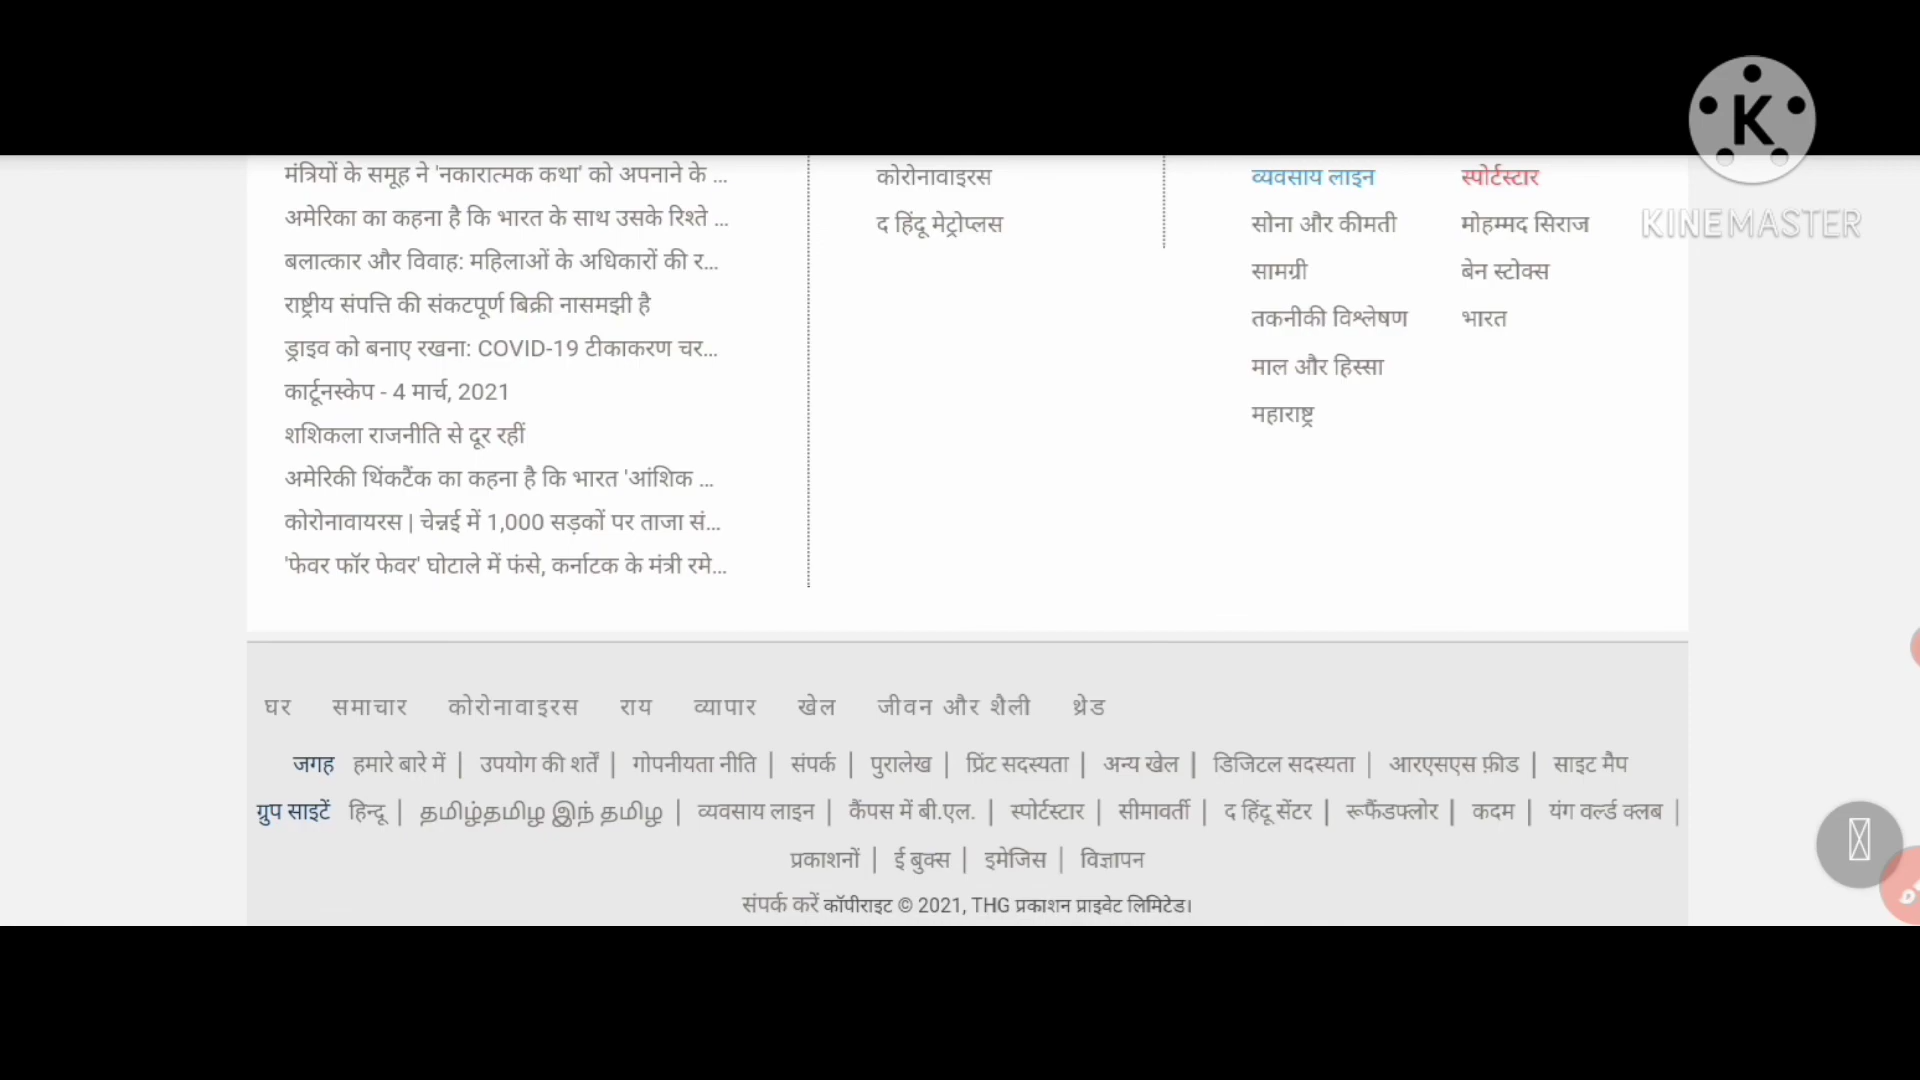 K
KINEMASTER
मंत्रियों के समूह ने 'नकारात्मक कथा' को अपनाने के ...
अमेरिका का कहना है कि भारत के साथ उसके रिश्ते ...
बलात्कार और विवाह: महिलाओं के अधिकारों की र...
राष्ट्रीय संपत्ति की संकटपूर्ण बिक्री नासमझी है
ड्राइव को बनाए रखना: COVID-19 टीकाकरण चर...
कार्टूनस्केप - 4 मार्च, 2021
शशिकला राजनीति से दूर रहीं
अमेरिकी थिंकटैंक का कहना है कि भारत 'आंशिक ...
कोरोनावायरस | चेन्नई में 1,000 सड़कों पर ताजा सं...
'फेवर फॉर फेवर' घोटाले में फंसे, कर्नाटक के मंत्री रमे...
कोरोनावाइरस
द हिंदू मेट्रोप्लस
व्यवसाय लाइन
सोना और कीमती
सामग्री
तकनीकी विश्लेषण
माल और हिस्सा
महाराष्ट्र
स्पोर्टस्टार
मोहम्मद सिराज
बेन स्टोक्स
भारत
घर समाचार कोरोनावाइरस राय व्यापार खेल जीवन और शैली थ्रेड
जगह हमारे बारे में | उपयोग की शर्तें | गोपनीयता नीति | संपर्क | पुरालेख | प्रिंट सदस्यता | अन्य खेल | डिजिटल सदस्यता | आरएसएस फ़ीड | साइट मैप
ग्रुप साइटें हिन्दू | தமிழ்தமிழ இந் தமிழ | व्यवसाय लाइन | कैंपस में बी.एल. | स्पोर्टस्टार | सीमावर्ती | द हिंदू सेंटर | रूफैंडफ्लोर | कदम | यंग वर्ल्ड क्लब |
प्रकाशनों | ई बुक्स | इमेजिस | विज्ञापन
संपर्क करें कॉपीराइट © 2021, THG प्रकाशन प्राइवेट लिमिटेड।